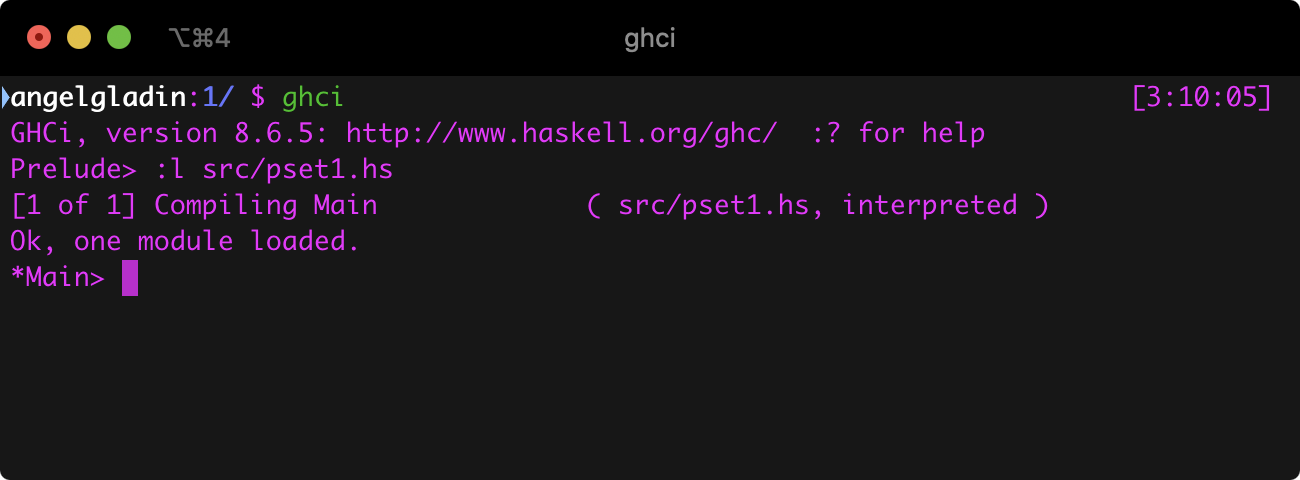 ⌥⌘4 ghci
angelgladin:1/ $ ghci [3:10:05]
GHCi, version 8.6.5: http://www.haskell.org/ghc/  :? for help
Prelude> :l src/pset1.hs
[1 of 1] Compiling Main             ( src/pset1.hs, interpreted )
Ok, one module loaded.
*Main>